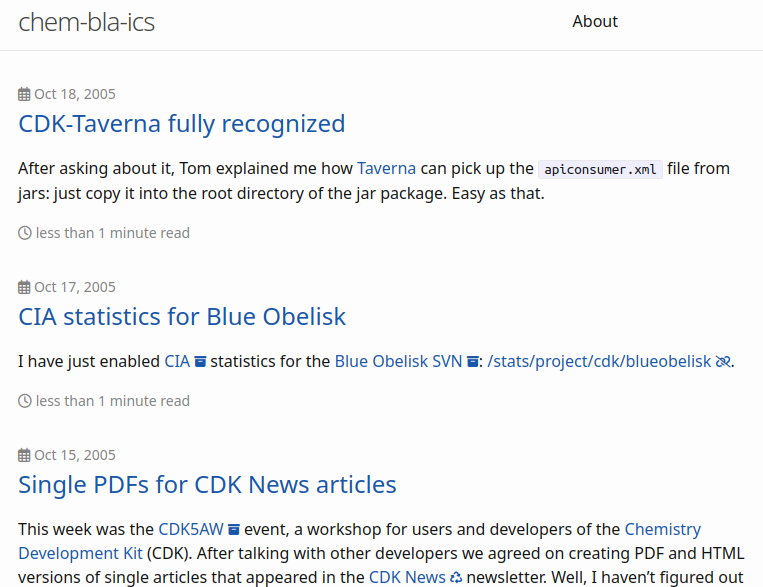 chem-bla-ics About
Oct 18, 2005
CDK-Taverna fully recognized
After asking about it, Tom explained me how Taverna can pick up the apiconsumer.xml file from
jars: just copy it into the root directory of the jar package. Easy as that.
less than 1 minute read
Oct 17, 2005
CIA statistics for Blue Obelisk
I have just enabled CIA statistics for the Blue Obelisk SVN : /stats/project/cdk/blueobelisk .
less than 1 minute read
Oct 15, 2005
Single PDFs for CDK News articles
This week was the CDK5AW event, a workshop for users and developers of the Chemistry
Development Kit (CDK). After talking with other developers we agreed on creating PDF and HTML
versions of single articles that appeared in the CDK News newsletter. Well, I haven’t figured out